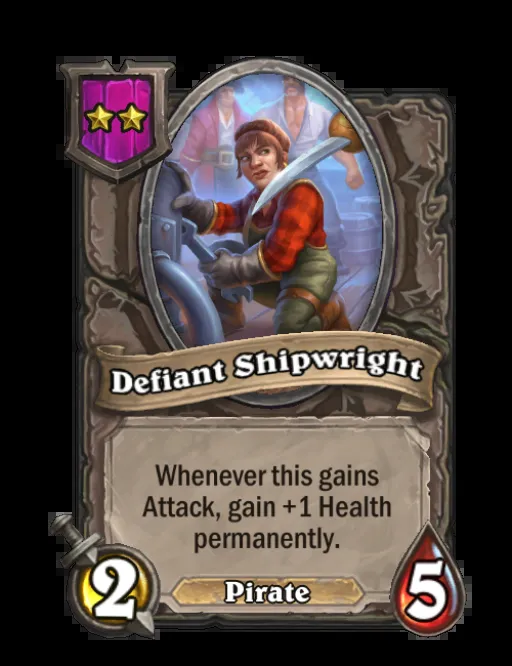 Defiant Shipwright
Whenever this gains
Attack, gain +1 Health
permanently.
2
Pirate
5